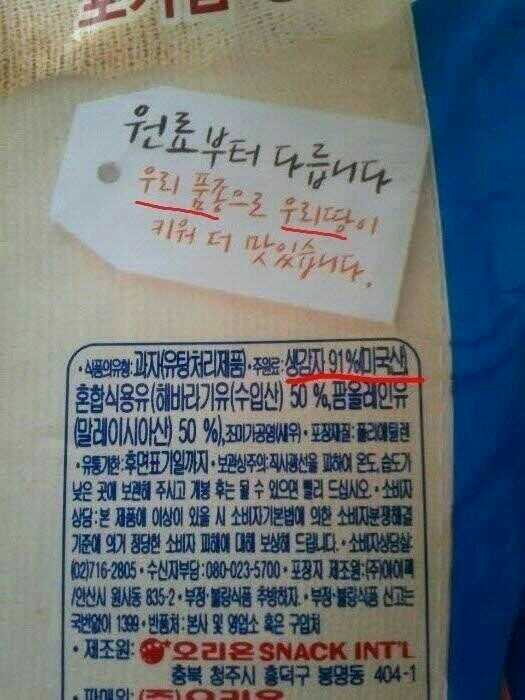 포카칩
원료부터 다릅니다
우리 품종으로 우리땅이
키워 더 맛있습니다.
•식품의유형:과자(유탕처리제품)•주원료:생감자 91%(미국산),
혼합식용유(해바라기유(수입산) 50 %,팜올레인유
(말레이시아산) 50 %),조미가공염(새우)•포장재질:폴리에틸렌
•유통기한:후면표기일까지•보관상주의:직사광선을 피하여 온도,습도가
낮은 곳에 보관해 주시고 개봉 후는 될 수 있으면 빨리 드십시오.•소비자
상담:본 제품에 이상이 있을 시 소비자기본법에 의한 소비자분쟁해결
기준에 의거 정당한 소비자 피해에 대해 보상해 드립니다.•소비자상담실:
(02)716-2805•수신자부담:080-023-5700•포장지 제조원:(주)아이팩
/안산시 원시동 835-2•부정·불량식품 추방하자.•부정·불량식품 신고는
국번없이 1399•반품처:본사 및 영업소 혹은 구입처
•제조원: 오리온 SNACK INT'L
충북 청주시 흥덕구 봉명동 404-1
•판매원:(주)오리온